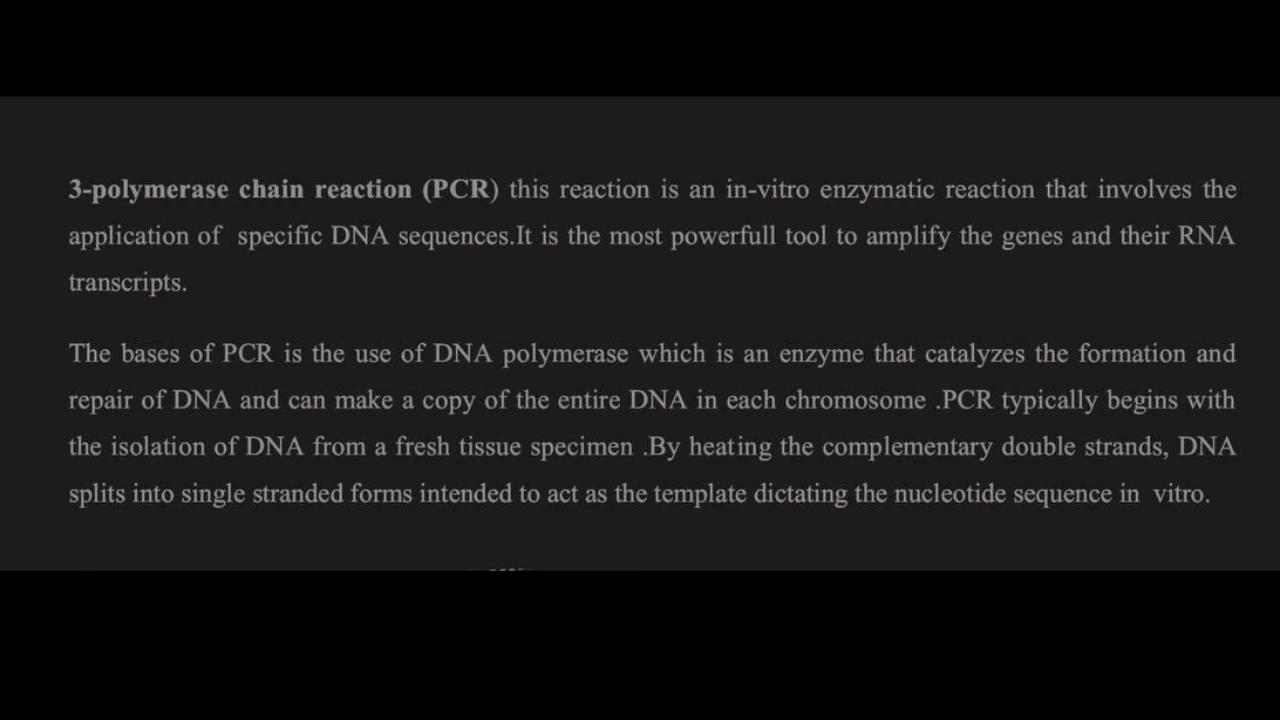 3-polymerase chain reaction (PCR) this reaction is an in-vitro enzymatic reaction that involves the
application of specific DNA sequences.It is the most powerfull tool to amplify the genes and their RNA
transcripts.
The bases of PCR is the use of DNA polymerase which is an enzyme that catalyzes the formation and
repair of DNA and can make a copy of the entire DNA in each chromosome .PCR typically begins with
the isolation of DNA from a fresh tissue specimen .By heating the complementary double strands, DNA
splits into single stranded forms intended to act as the template dictating the nucleotide sequence in vitro.